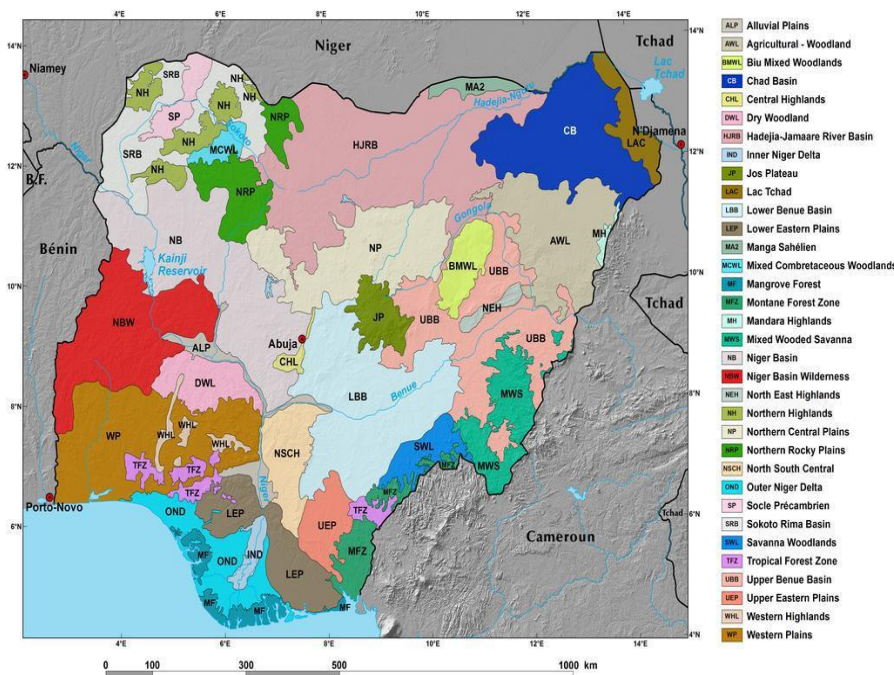 4°E 6°E 8°E 10°E 12°E 14°E
14°N
14°N
Niger
Tchad
Niamey
Lac
Tchad
SRB
NH
NH
NH
NH
SP
NRP
MA2
Hadejia-Nguru
CB
N'Djamena
LAC
Sokoto
NH
MCWL
HJRB
12°N
12°N
SRB
NH
NRP
Niger
B.F.
Bénin
NB
Kainji
Reservoir
NP
Gongola
BMWL
UBB
AWL
MH
10°N
10°N
Tchad
NBW
JP
UBB
NEH
UBB
ALP
Abuja
CHL
DWL
LBB
Benue
MWS
8°N
8°N
WP
WHL
WHL
WHL
NSCH
SWL
MFZ
MWS
TFZ
TFZ
TFZ
MFZ
Porto-Novo
Niger
OND
LEP
UEP
TFZ
6°N
6°N
Tchad
Cameroun
MF
OND
IND
LEP
MFZ
MF
MF
MF
4°N
4°E 6°E 8°E 10°E 12°E 14°E
0 100 300 500 1000 km
ALP Alluvial Plains
AWL Agricultural - Woodland
BMWL Biu Mixed Woodlands
CB Chad Basin
CHL Central Highlands
DWL Dry Woodland
HJRB Hadejia-Jamaare River Basin
IND Inner Niger Delta
JP Jos Plateau
LAC Lac Tchad
LBB Lower Benue Basin
LEP Lower Eastern Plains
MA2 Manga Sahélien
MCWL Mixed Combretaceous Woodlands
MF Mangrove Forest
MFZ Montane Forest Zone
MH Mandara Highlands
MWS Mixed Wooded Savanna
NB Niger Basin
NBW Niger Basin Wilderness
NEH North East Highlands
NH Northern Highlands
NP Northern Central Plains
NRP Northern Rocky Plains
NSCH North South Central
OND Outer Niger Delta
SP Socle Précambrien
SRB Sokoto Rima Basin
SWL Savanna Woodlands
TFZ Tropical Forest Zone
UBB Upper Benue Basin
UEP Upper Eastern Plains
WHL Western Highlands
WP Western Plains